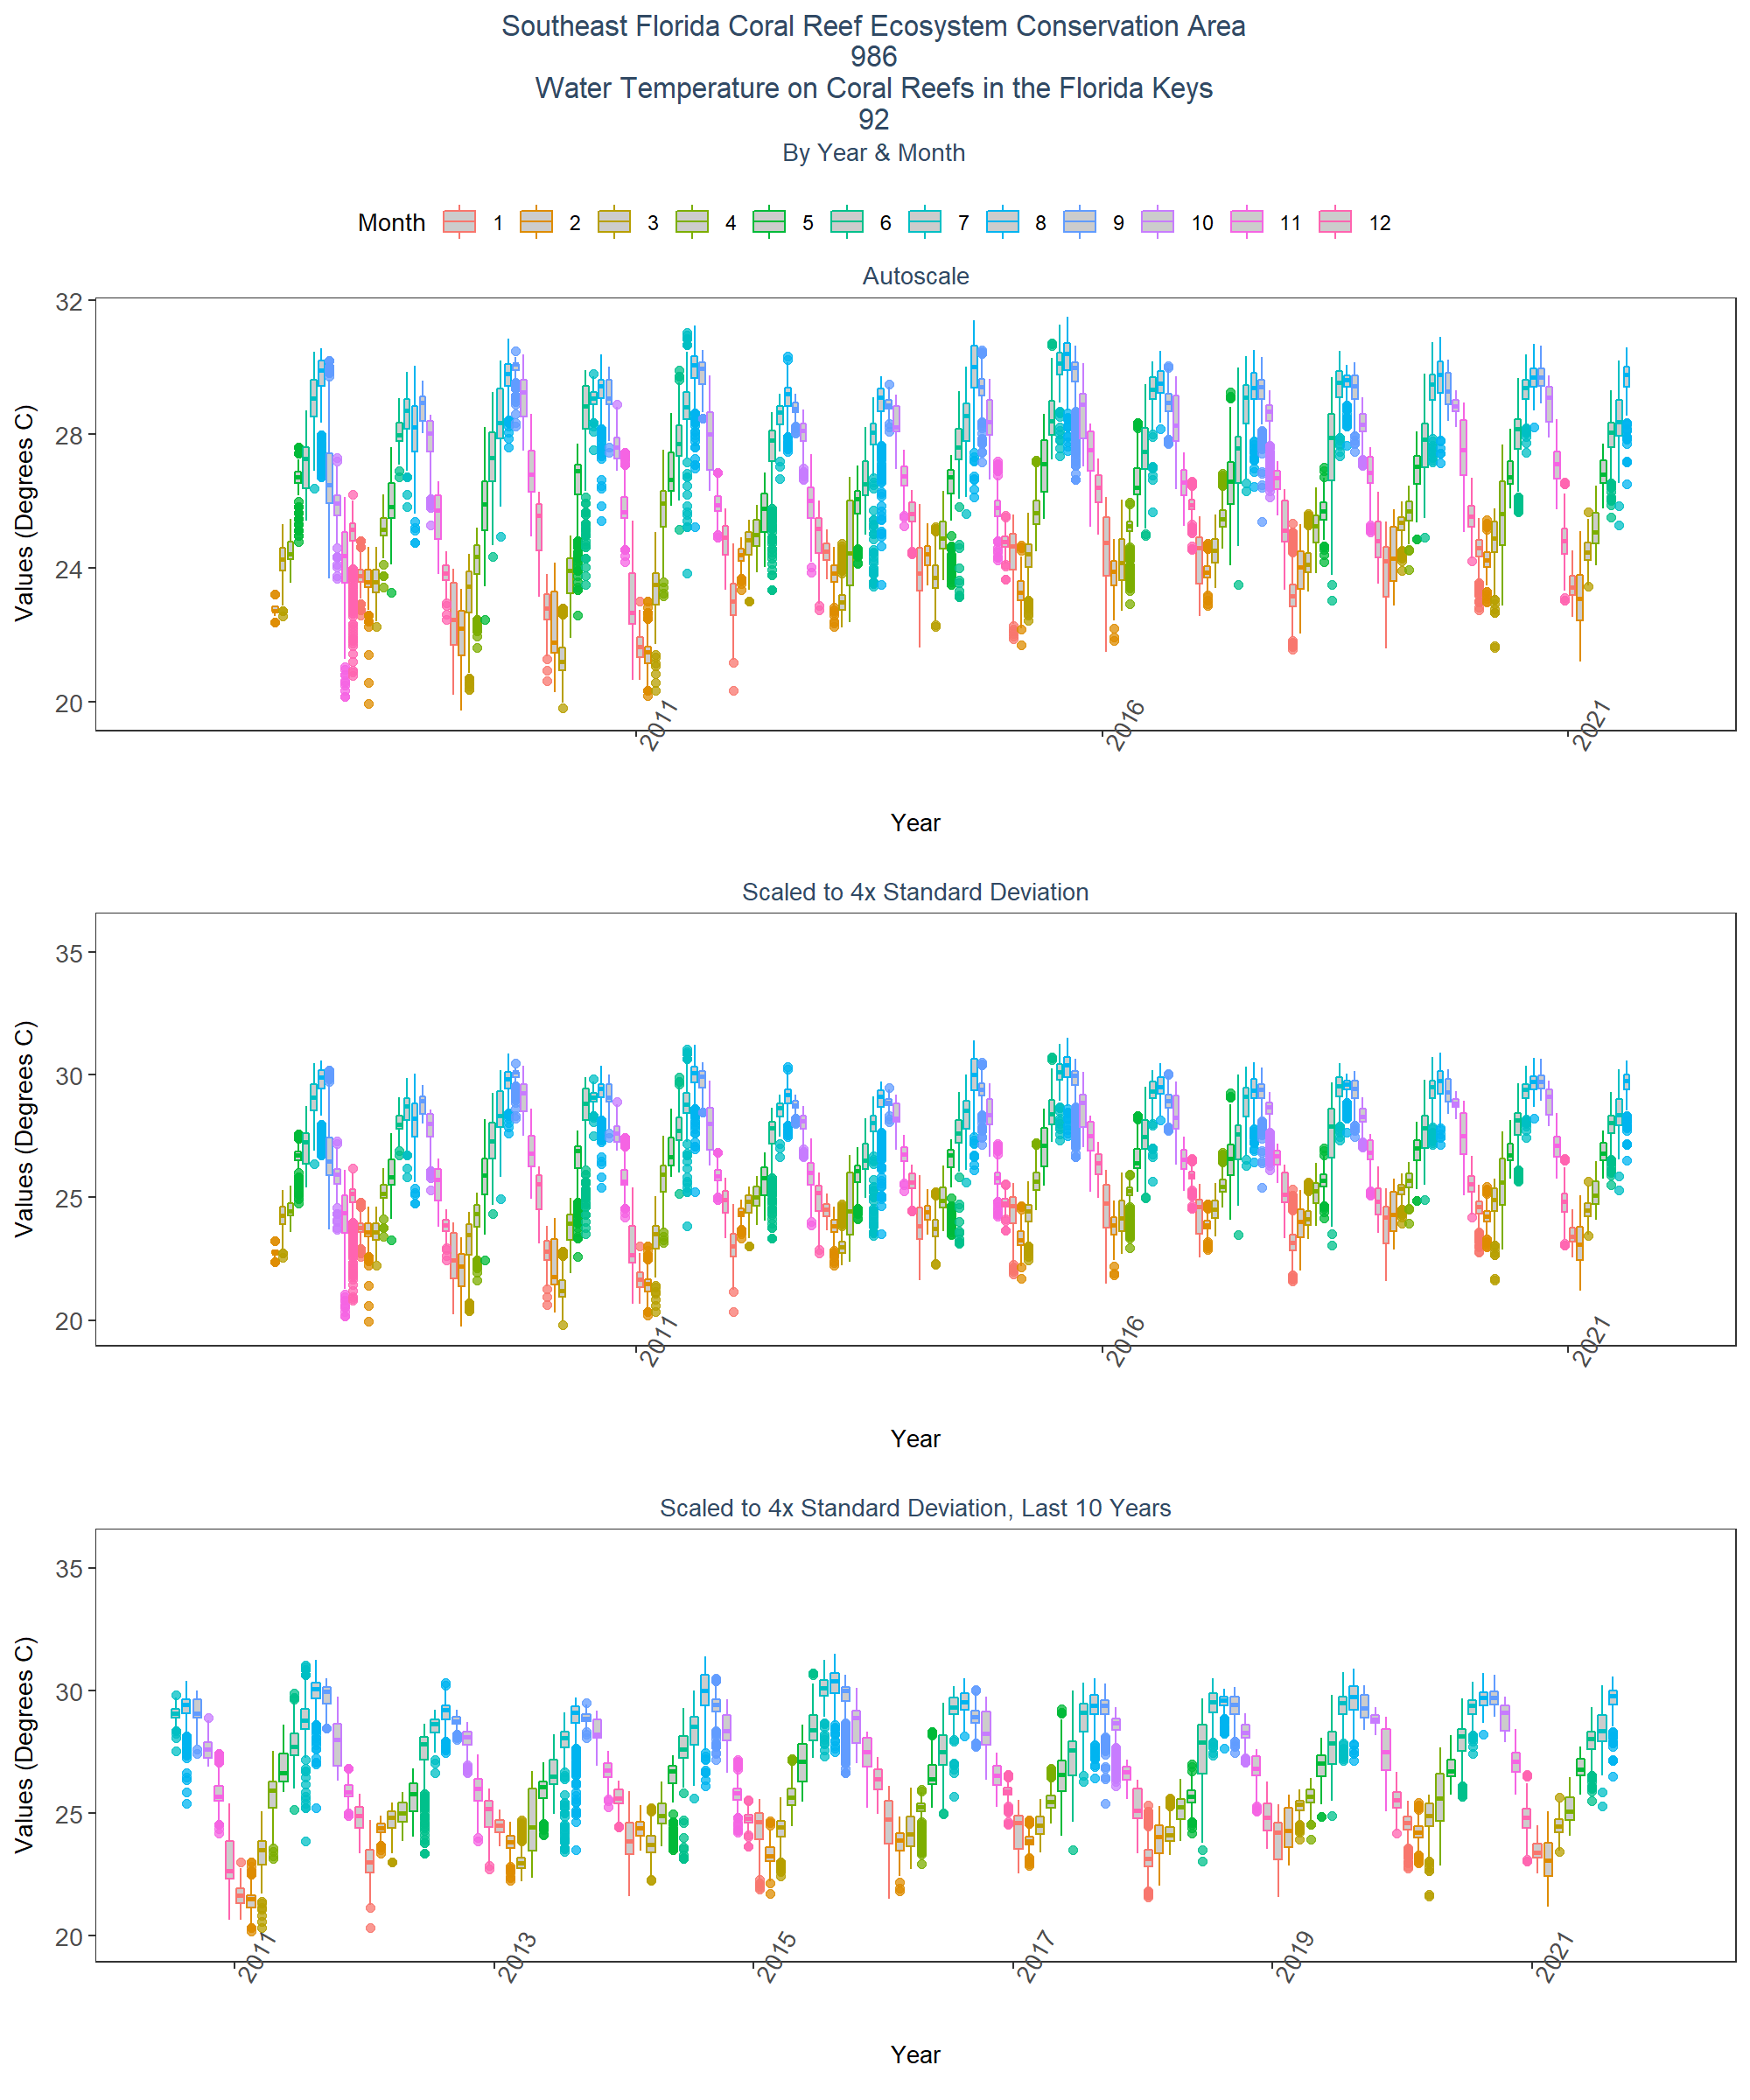 Southeast Florida Coral Reef Ecosystem Conservation Area
986
Water Temperature on Coral Reefs in the Florida Keys
92
By Year & Month
Month 1 2 3 4 5 6 7 8 9 10 11 12
Autoscale
Values (Degrees C)
32
28
24
20
2011 2016 2021
Year
Scaled to 4x Standard Deviation
Values (Degrees C)
35
30
25
20
2011 2016 2021
Year
Scaled to 4x Standard Deviation, Last 10 Years
Values (Degrees C)
35
30
25
20
2011 2013 2015 2017 2019 2021
Year